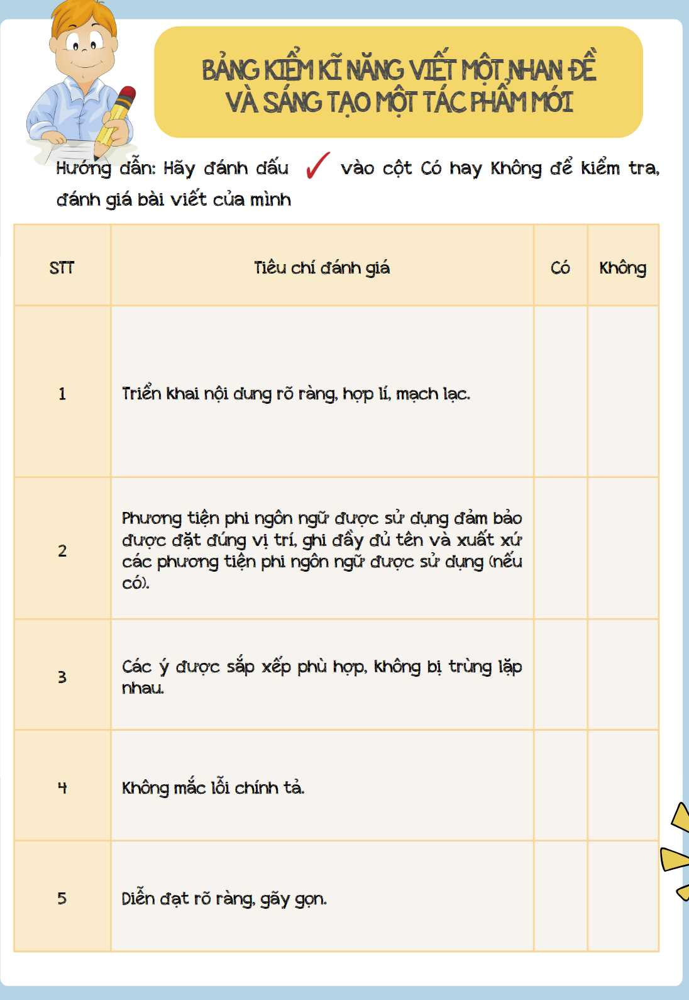 BẢNG KIỂM KĨ NĂNG VIẾT MỘT NHAN ĐỀ
VÀ SÁNG TẠO MỘT TÁC PHẨM MỚI
Hướng dẫn: Hãy đánh dấu ✓ vào cột Có hay Không để kiểm tra,
đánh giá bài viết của mình
STT Tiêu chí đánh giá Có Không
1 Triển khai nội dung rõ ràng, hợp lí, mạch lạc.
Phương tiện phi ngôn ngữ được sử dụng đảm bảo
được đặt đúng vị trí, ghi đầy đủ tên và xuất xứ
2
các phương tiện phi ngôn ngữ được sử dụng (nếu
có).
Các ý được sắp xếp phù hợp, không bị trùng lặp
3
nhau.
4 Không mắc lỗi chính tả.
5 Diễn đạt rõ ràng, gãy gọn.